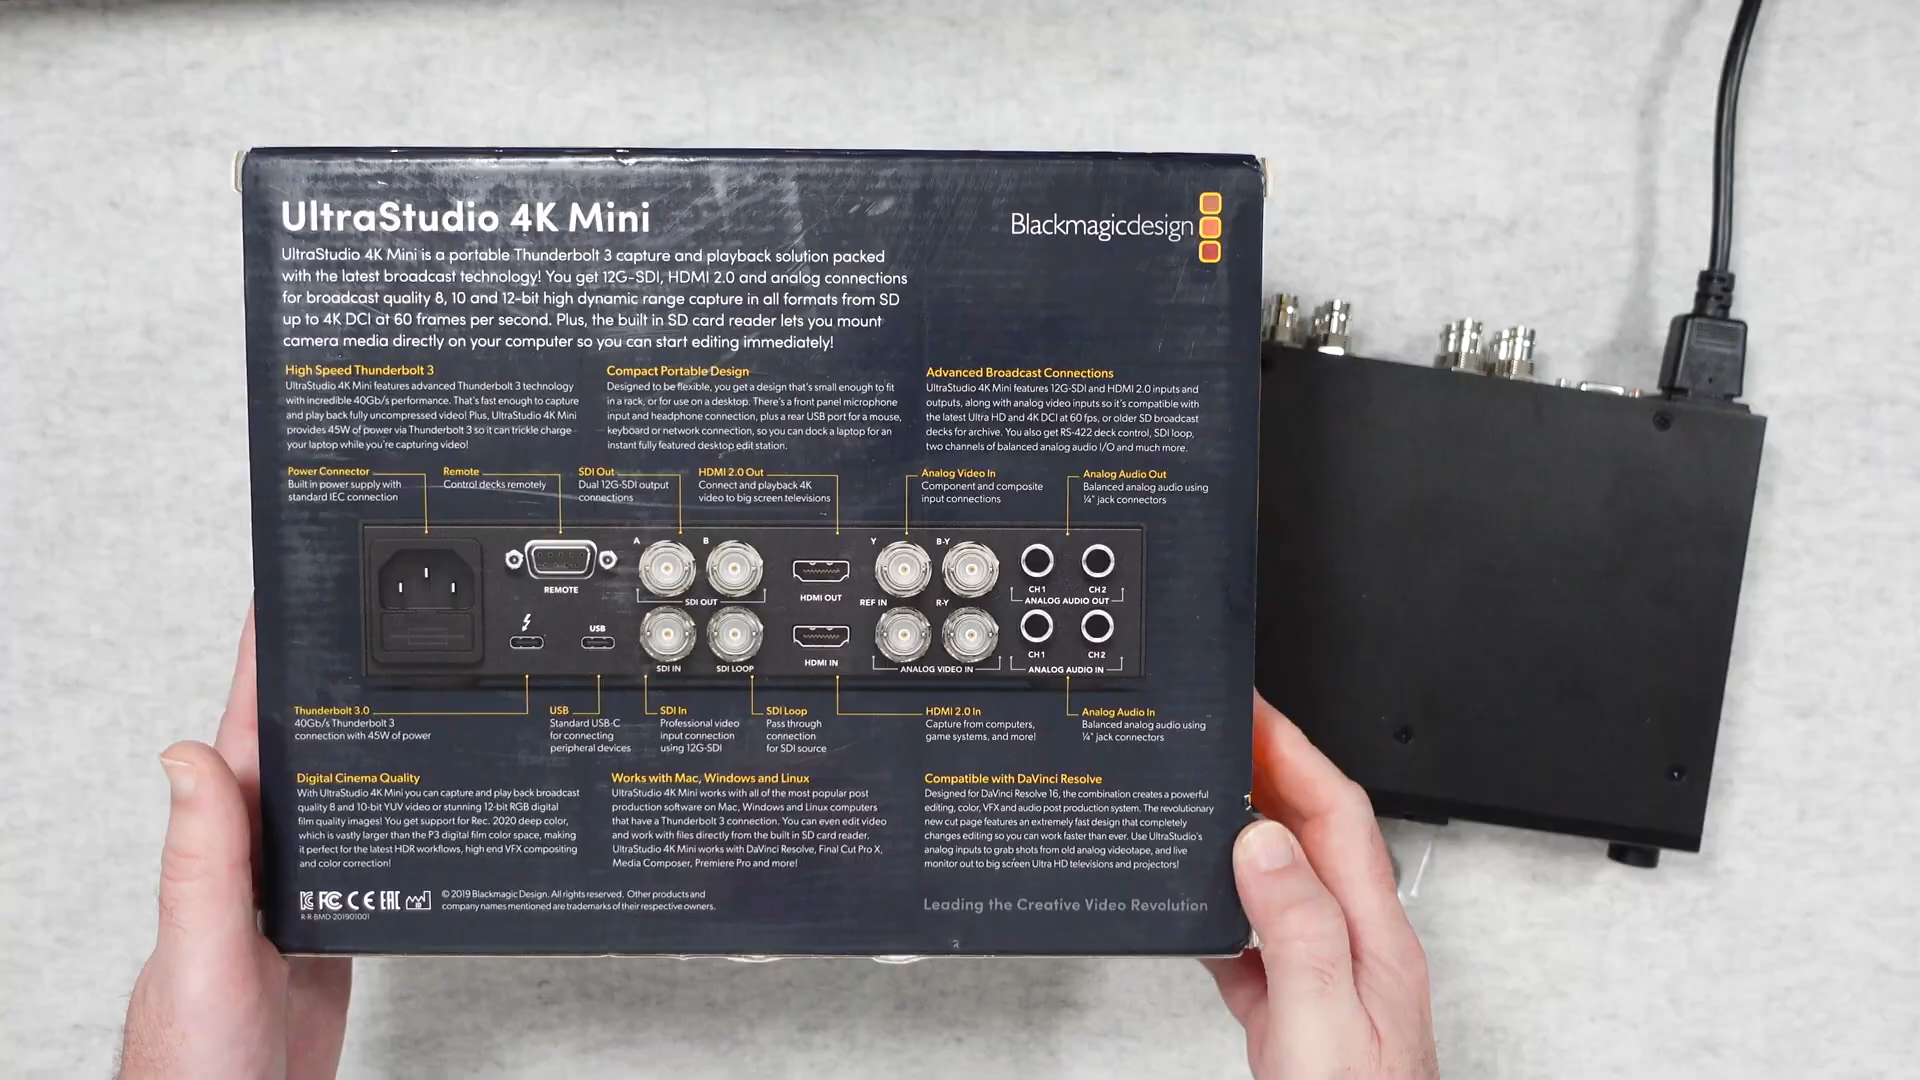 UltraStudio 4K Mini
Blackmagicdesign
UltraStudio 4K Mini is a portable Thunderbolt 3 capture and playback solution packed
with the latest broadcast technology! You get 12G-SDI, HDMI 2.0 and analog connections
for broadcast quality 8, 10 and 12-bit high dynamic range capture in all formats from SD
up to 4K DCI at 60 frames per second. Plus, the built in SD card reader lets you mount
camera media directly on your computer so you can start editing immediately!
High Speed Thunderbolt 3
UltraStudio 4K Mini features advanced Thunderbolt 3 technology
with incredible 40Gb/s performance. That's fast enough to capture
and play back fully uncompressed video! Plus, UltraStudio 4K Mini
provides 45W of power via Thunderbolt 3 so it can trickle charge
your laptop while you're capturing video!
Compact Portable Design
Designed to be flexible, you get a design that's small enough to fit
in a rack, or for use on a desktop. There's a front panel microphone
input and headphone connection, plus a rear USB port for a mouse,
keyboard or network connection, so you can dock a laptop for an
instant fully featured desktop edit station.
Advanced Broadcast Connections
UltraStudio 4K Mini features 12G-SDI and HDMI 2.0 inputs and
outputs, along with analog video inputs so it's compatible with
the latest Ultra HD and 4K DCI at 60 fps, or older SD broadcast
decks for archive. You also get RS-422 deck control, SDI loop,
two channels of balanced analog audio I/O and much more.
Power Connector
Built in power supply with
standard IEC connection
Remote
Control decks remotely
SDI Out
Dual 12G-SDI output
connections
HDMI 2.0 Out
Connect and playback 4K
video to big screen televisions
Analog Video In
Component and composite
input connections
Analog Audio Out
Balanced analog audio using
¼" jack connectors
A
B
Y
B-Y
REMOTE
SDI OUT
HDMI OUT
REF IN
R-Y
CH 1
CH 2
ANALOG AUDIO OUT
USB
SDI IN
SDI LOOP
HDMI IN
ANALOG VIDEO IN
CH 1
CH 2
ANALOG AUDIO IN
Thunderbolt 3.0
40Gb/s Thunderbolt 3
connection with 45W of power
USB
Standard USB-C
for connecting
peripheral devices
SDI In
Professional video
input connection
using 12G-SDI
SDI Loop
Pass through
connection
for SDI source
HDMI 2.0 In
Capture from computers,
game systems, and more!
Analog Audio In
Balanced analog audio using
¼" jack connectors
Digital Cinema Quality
With UltraStudio 4K Mini you can capture and play back broadcast
quality 8 and 10-bit YUV video or stunning 12-bit RGB digital
film quality images! You get support for Rec. 2020 deep color,
which is vastly larger than the P3 digital film color space, making
it perfect for the latest HDR workflows, high end VFX compositing
and color correction!
Works with Mac, Windows and Linux
UltraStudio 4K Mini works with all of the most popular post
production software on Mac, Windows and Linux computers
that have a Thunderbolt 3 connection. You can even edit video
and work with files directly from the built in SD card reader.
UltraStudio 4K Mini works with DaVinci Resolve, Final Cut Pro X,
Media Composer, Premiere Pro and more!
Compatible with DaVinci Resolve
Designed for DaVinci Resolve 16, the combination creates a powerful
editing, color, VFX and audio post production system. The revolutionary
new cut page features an extremely fast design that completely
changes editing so you can work faster than ever. Use UltraStudio's
analog inputs to grab shots from old analog videotape, and live
monitor out to big screen Ultra HD televisions and projectors!
FC CE EAC
R-R-BMD-201901001
© 2019 Blackmagic Design. All rights reserved. Other products and
company names mentioned are trademarks of their respective owners.
Leading the Creative Video Revolution